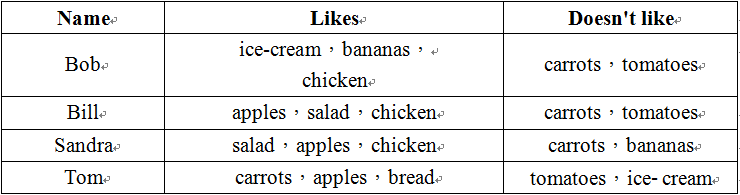 Name Likes Doesn't like
Bob ice-cream，bananas， carrots，tomatoes
chicken
Bill apples，salad，chicken carrots，tomatoes
Sandra salad，apples，chicken carrots，bananas
Tom carrots，apples，bread tomatoes，ice- cream